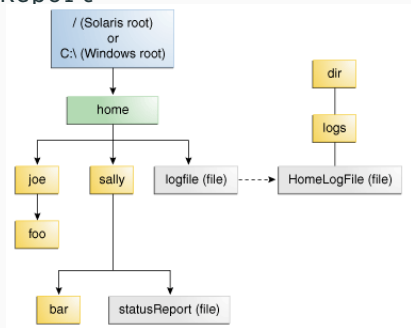 / (Solaris root)
or
C:\ (Windows root)
dir
home
logs
joe
sally
logfile (file)
HomeLogFile (file)
foo
bar
statusReport (file)